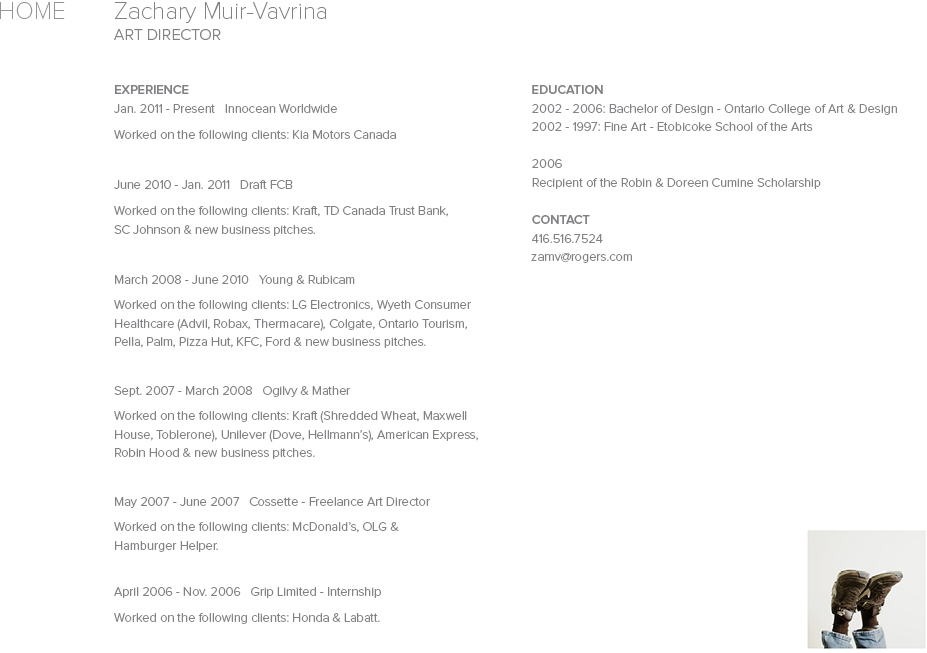 HOME
Zachary Muir-Vavrina
ART DIRECTOR
EXPERIENCE
Jan. 2011 - Present Innocean Worldwide
Worked on the following clients: Kia Motors Canada
June 2010 - Jan. 2011 Draft FCB
Worked on the following clients: Kraft, TD Canada Trust Bank,
SC Johnson & new business pitches.
March 2008 - June 2010 Young & Rubicam
Worked on the following clients: LG Electronics, Wyeth Consumer
Healthcare (Advil, Robax, Thermacare), Colgate, Ontario Tourism,
Pella, Palm, Pizza Hut, KFC, Ford & new business pitches.
Sept. 2007 - March 2008 Ogilvy & Mather
Worked on the following clients: Kraft (Shredded Wheat, Maxwell
House, Toblerone), Unilever (Dove, Hellmann's), American Express,
Robin Hood & new business pitches.
May 2007 - June 2007 Cossette - Freelance Art Director
Worked on the following clients: McDonald's, OLG &
Hamburger Helper.
April 2006 - Nov. 2006 Grip Limited - Internship
Worked on the following clients: Honda & Labatt.
EDUCATION
2002 - 2006: Bachelor of Design - Ontario College of Art & Design
2002 - 1997: Fine Art - Etobicoke School of the Arts
2006
Recipient of the Robin & Doreen Cumine Scholarship
CONTACT
416.516.7524
zamv@rogers.com